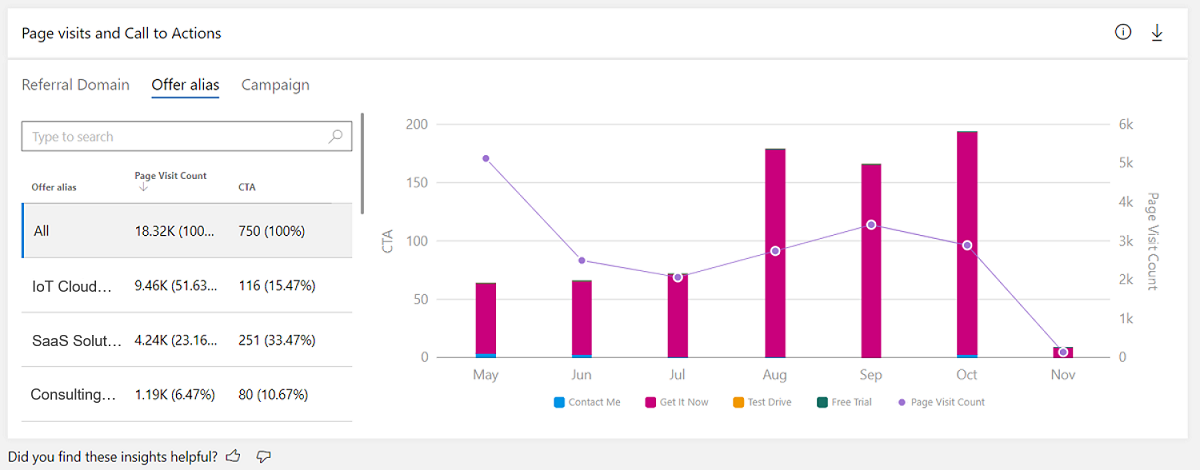 Page visits and Call to Actions
Referral Domain Offer alias Campaign
Type to search
Offer alias Page Visit Count CTA
All 18.32K (100... 750 (100%)
IoT Cloud... 9.46K (51.63... 116 (15.47%)
SaaS Solut... 4.24K (23.16... 251 (33.47%)
Consulting... 1.19K (6.47%) 80 (10.67%)
CTA
200
150
100
50
0
6k
5k
4k
3k
2k
1k
0
Page Visit Count
May Jun Jul Aug Sep Oct Nov
Contact Me Get It Now Test Drive Free Trial Page Visit Count
Did you find these insights helpful?